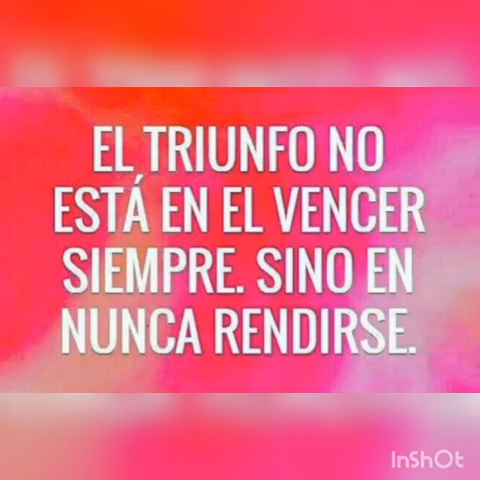 EL TRIUNFO NO
ESTÁ EN EL VENCER
SIEMPRE. SINO EN
NUNCA RENDIRSE.
InShOt